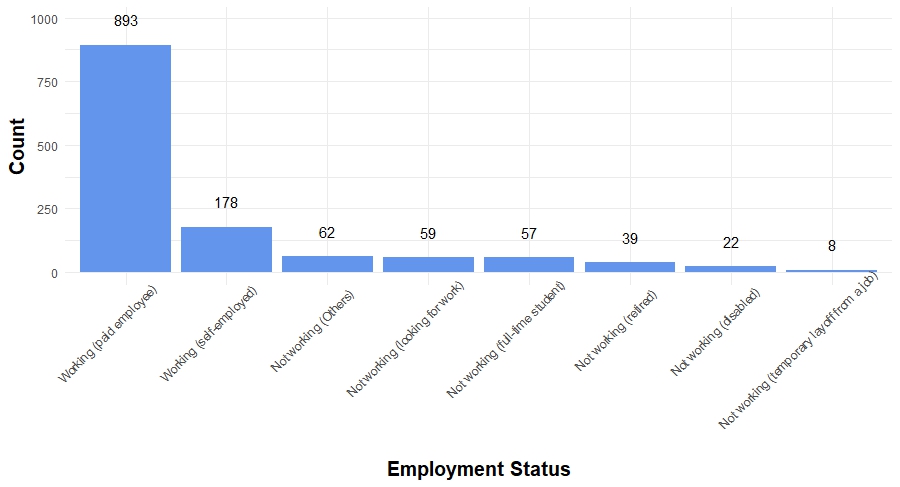 1000
750
500
250
0
Count
893
178
62
59
57
39
22
8
Working (paid employee)
Working (self-employed)
Not working (Others)
Not working (looking for work)
Not working (full-time student)
Not working (retired)
Not working (disabled)
Not working (temporary layoff from a job)
Employment Status